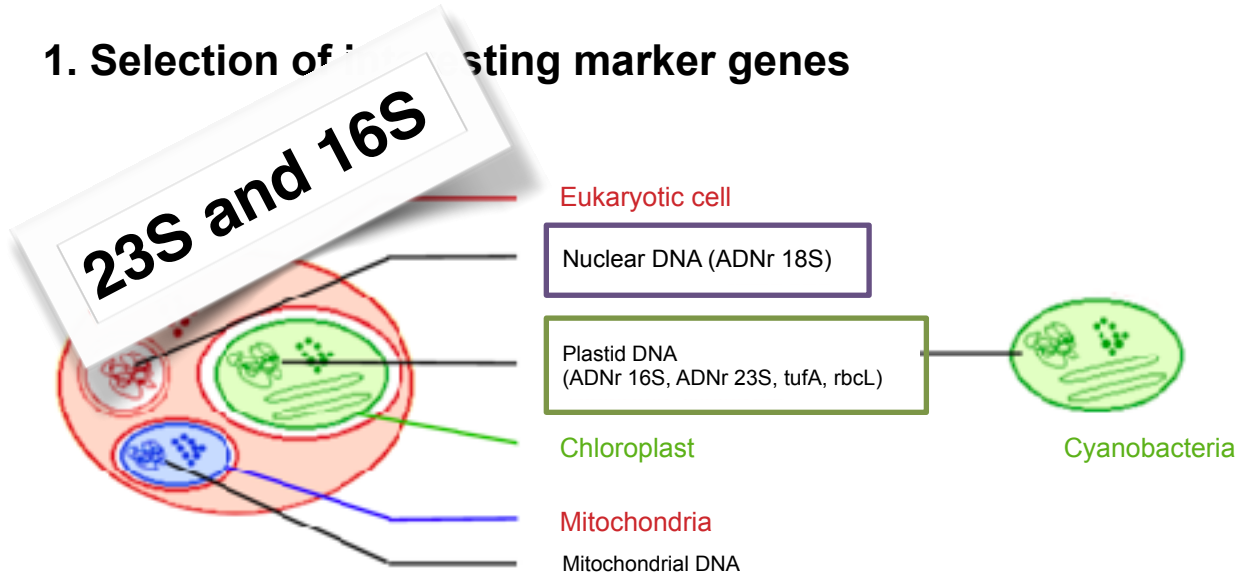 1. Selection of sting marker genes
23S and 16S
Eukaryotic cell
Nuclear DNA (ADNr 18S)
Plastid DNA
(ADNr 16S, ADNr 23S, tufA, rbcL)
Chloroplast
Cyanobacteria
Mitochondria
Mitochondrial DNA